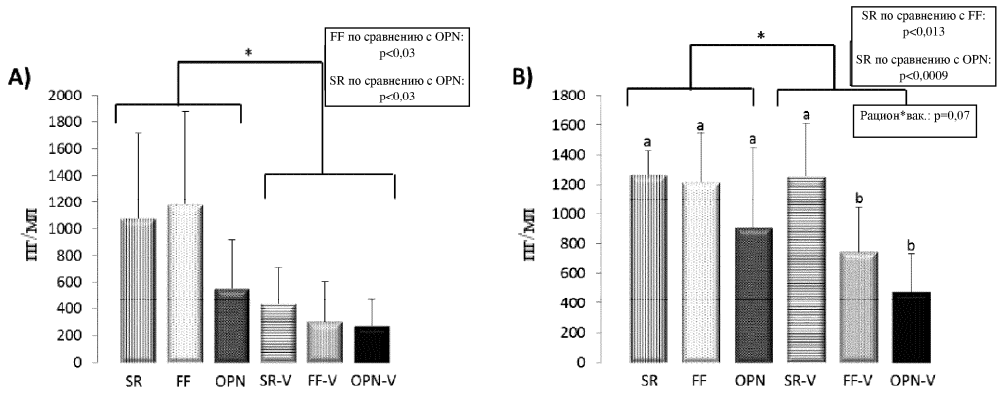 A)
*
FF по сравнению с OPN:
p<0,03
SR по сравнению с OPN:
p<0,03
пг/мл
2000
1800
1600
1400
1200
1000
800
600
400
200
0
SR FF OPN SR-V FF-V OPN-V
B)
*
SR по сравнению с FF:
p<0,013
SR по сравнению с OPN:
p<0,0009
Рацион*вак.: p=0,07
пг/мл
1800
1600
1400
1200
1000
800
600
400
200
0
a a a a b b
SR FF OPN SR-V FF-V OPN-V